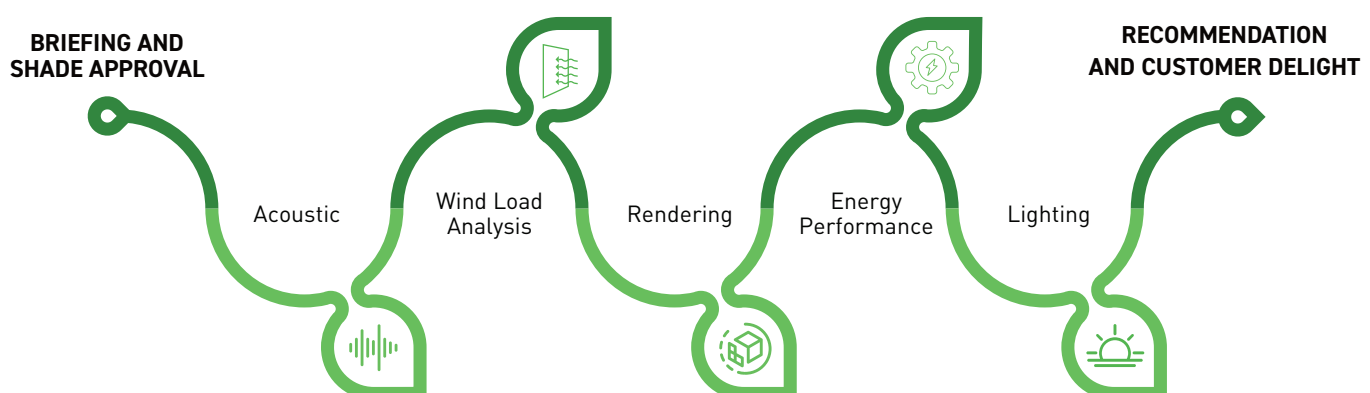 BRIEFING AND
SHADE APPROVAL
Acoustic
Wind Load
Analysis
Rendering
Energy
Performance
Lighting
RECOMMENDATION
AND CUSTOMER DELIGHT